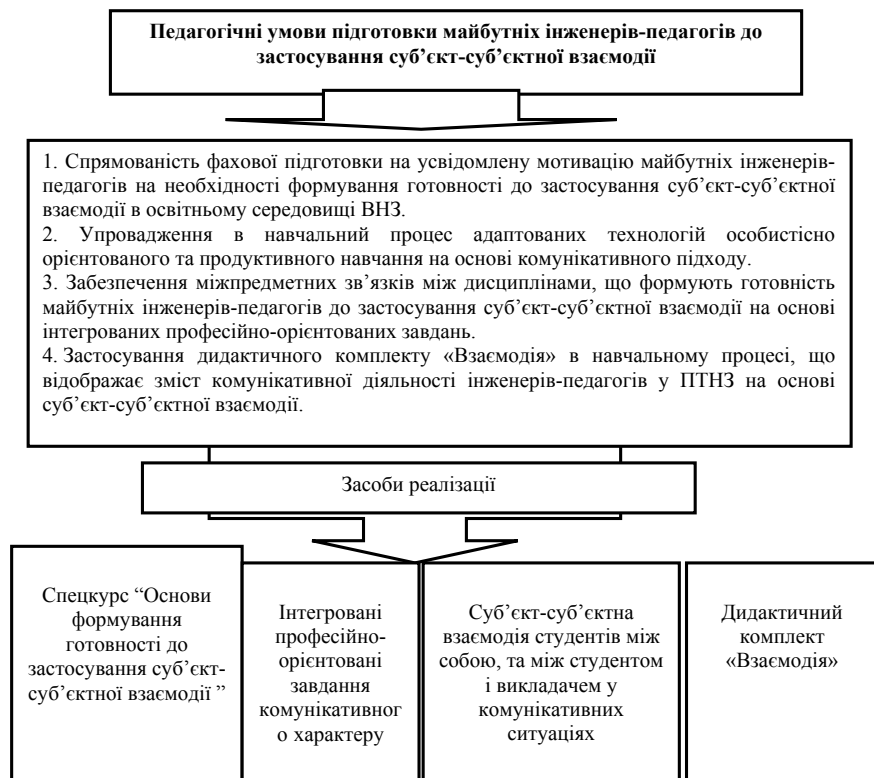 Педагогічні умови підготовки майбутніх інженерів-педагогів до
застосування суб’єкт-суб’єктної взаємодії
1. Спрямованість фахової підготовки на усвідомлену мотивацію майбутніх інженерів-
педагогів на необхідності формування готовності до застосування суб’єкт-суб’єктної
взаємодії в освітньому середовищі ВНЗ.
2. Упровадження в навчальний процес адаптованих технологій особистісно
орієнтованого та продуктивного навчання на основі комунікативного підходу.
3. Забезпечення міжпредметних зв’язків між дисциплінами, що формують готовність
майбутніх інженерів-педагогів до застосування суб’єкт-суб’єктної взаємодії на основі
інтегрованих професійно-орієнтованих завдань.
4. Застосування дидактичного комплекту «Взаємодія» в навчальному процесі, що
відображає зміст комунікативної діяльності інженерів-педагогів у ПТНЗ на основі
суб’єкт-суб’єктної взаємодії.
Засоби реалізації
Спецкурс “Основи
формування
готовності до
застосування суб’єкт-
суб’єктної взаємодії ”
Інтегровані
професійно-
орієнтовані
завдання
комунікативног
о характеру
Суб’єкт-суб’єктна
взаємодія студентів між
собою, та між студентом
і викладачем у
комунікативних
ситуаціях
Дидактичний
комплект
«Взаємодія»